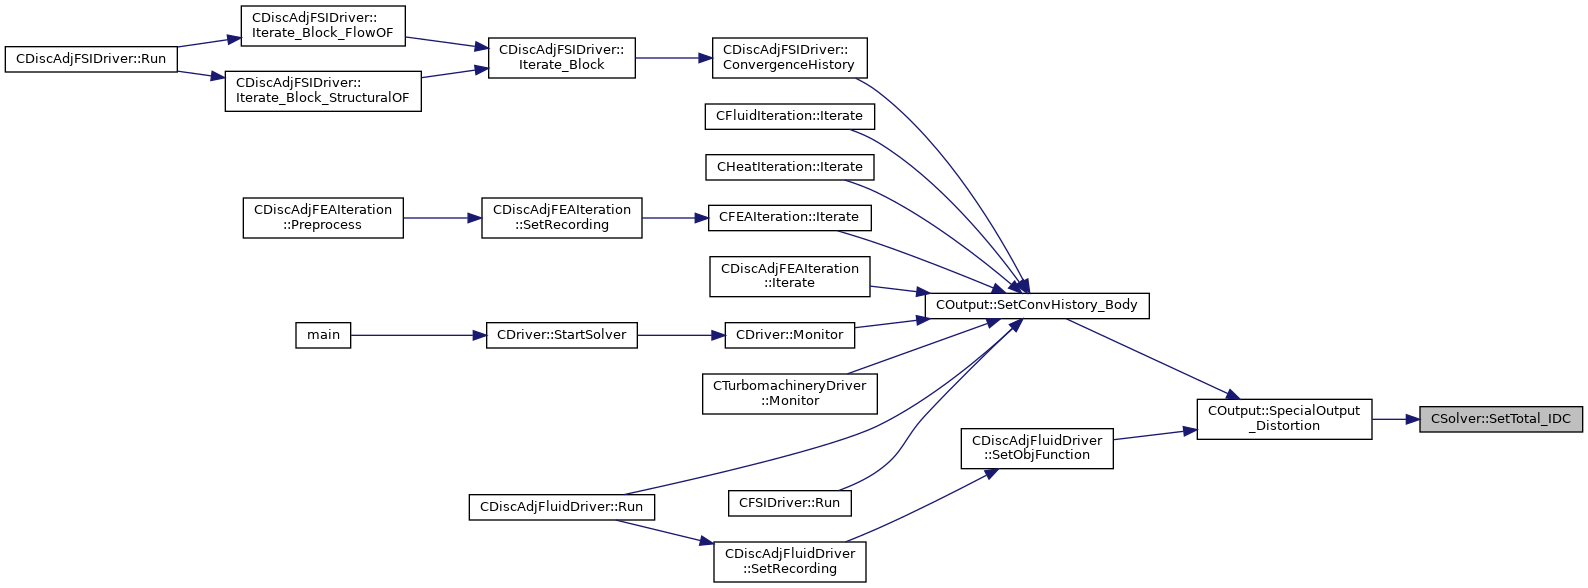 CDiscAdjFSIDriver::Run
CDiscAdjFSIDriver::
Iterate_Block_FlowOF
CDiscAdjFSIDriver::
Iterate_Block_StructuralOF
CDiscAdjFSIDriver::
Iterate_Block
CDiscAdjFSIDriver::
ConvergenceHistory
CFluidIteration::Iterate
CHeatIteration::Iterate
CDiscAdjFEAIteration
::Preprocess
CDiscAdjFEAIteration
::SetRecording
CFEAIteration::Iterate
CDiscAdjFEAIteration
::Iterate
main
CDriver::StartSolver
CDriver::Monitor
CTurbomachineryDriver
::Monitor
CDiscAdjFluidDriver::Run
CFSIDriver::Run
CDiscAdjFluidDriver
::SetRecording
COutput::SetConvHistory_Body
CDiscAdjFluidDriver
::SetObjFunction
COutput::SpecialOutput
_Distortion
CSolver::SetTotal_IDC